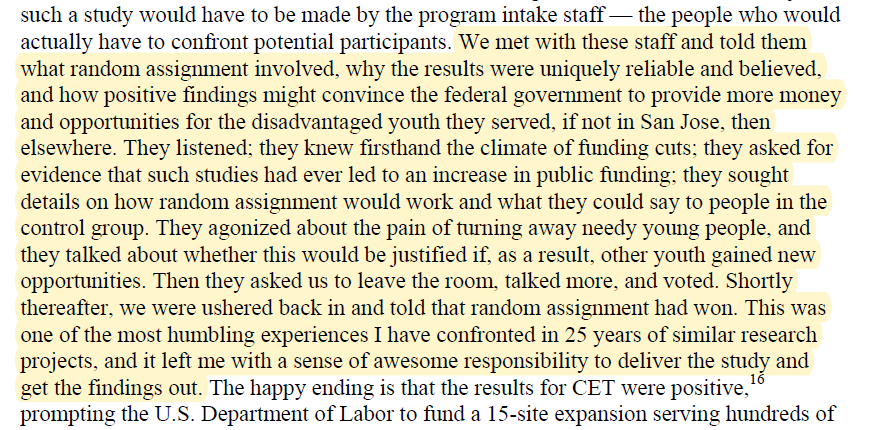 such a study would have to be made by the program intake staff — the people who would
actually have to confront potential participants. We met with these staff and told them
what random assignment involved, why the results were uniquely reliable and believed,
and how positive findings might convince the federal government to provide more money
and opportunities for the disadvantaged youth they served, if not in San Jose, then
elsewhere. They listened; they knew firsthand the climate of funding cuts; they asked for
evidence that such studies had ever led to an increase in public funding; they sought
details on how random assignment would work and what they could say to people in the
control group. They agonized about the pain of turning away needy young people, and
they talked about whether this would be justified if, as a result, other youth gained new
opportunities. Then they asked us to leave the room, talked more, and voted. Shortly
thereafter, we were ushered back in and told that random assignment had won. This was
one of the most humbling experiences I have confronted in 25 years of similar research
projects, and it left me with a sense of awesome responsibility to deliver the study and
get the findings out. The happy ending is that the results for CET were positive,16
prompting the U.S. Department of Labor to fund a 15-site expansion serving hundreds of